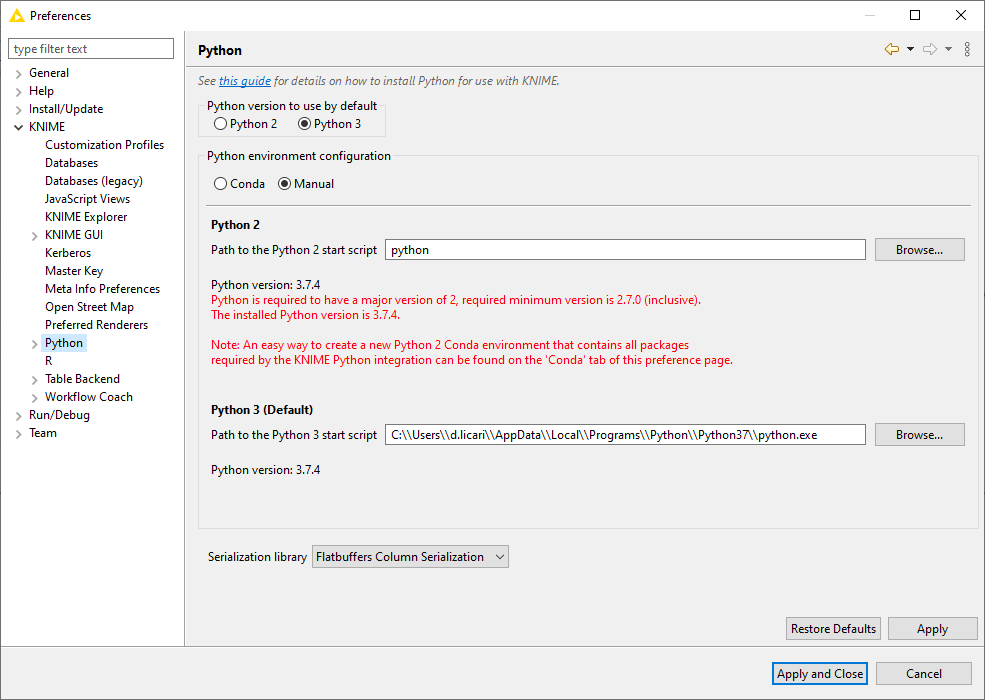 Preferences
type filter text
General
Help
Install/Update
KNIME
Customization Profiles
Databases
Databases (legacy)
JavaScript Views
KNIME Explorer
KNIME GUI
Kerberos
Master Key
Meta Info Preferences
Open Street Map
Preferred Renderers
Python
R
Table Backend
Workflow Coach
Run/Debug
Team
Python
See this guide for details on how to install Python for use with KNIME.
Python version to use by default
Python 2 Python 3
Python environment configuration
Conda Manual
Python 2
Path to the Python 2 start script python Browse...
Python version: 3.7.4
Python is required to have a major version of 2, required minimum version is 2.7.0 (inclusive).
The installed Python version is 3.7.4.
Note: An easy way to create a new Python 2 Conda environment that contains all packages
required by the KNIME Python integration can be found on the 'Conda' tab of this preference page.
Python 3 (Default)
Path to the Python 3 start script C:\\Users\\d.licari\\AppData\\Local\\Programs\\Python\\Python37\\python.exe Browse...
Python version: 3.7.4
Serialization library Flatbuffers Column Serialization
Restore Defaults Apply
Apply and Close Cancel